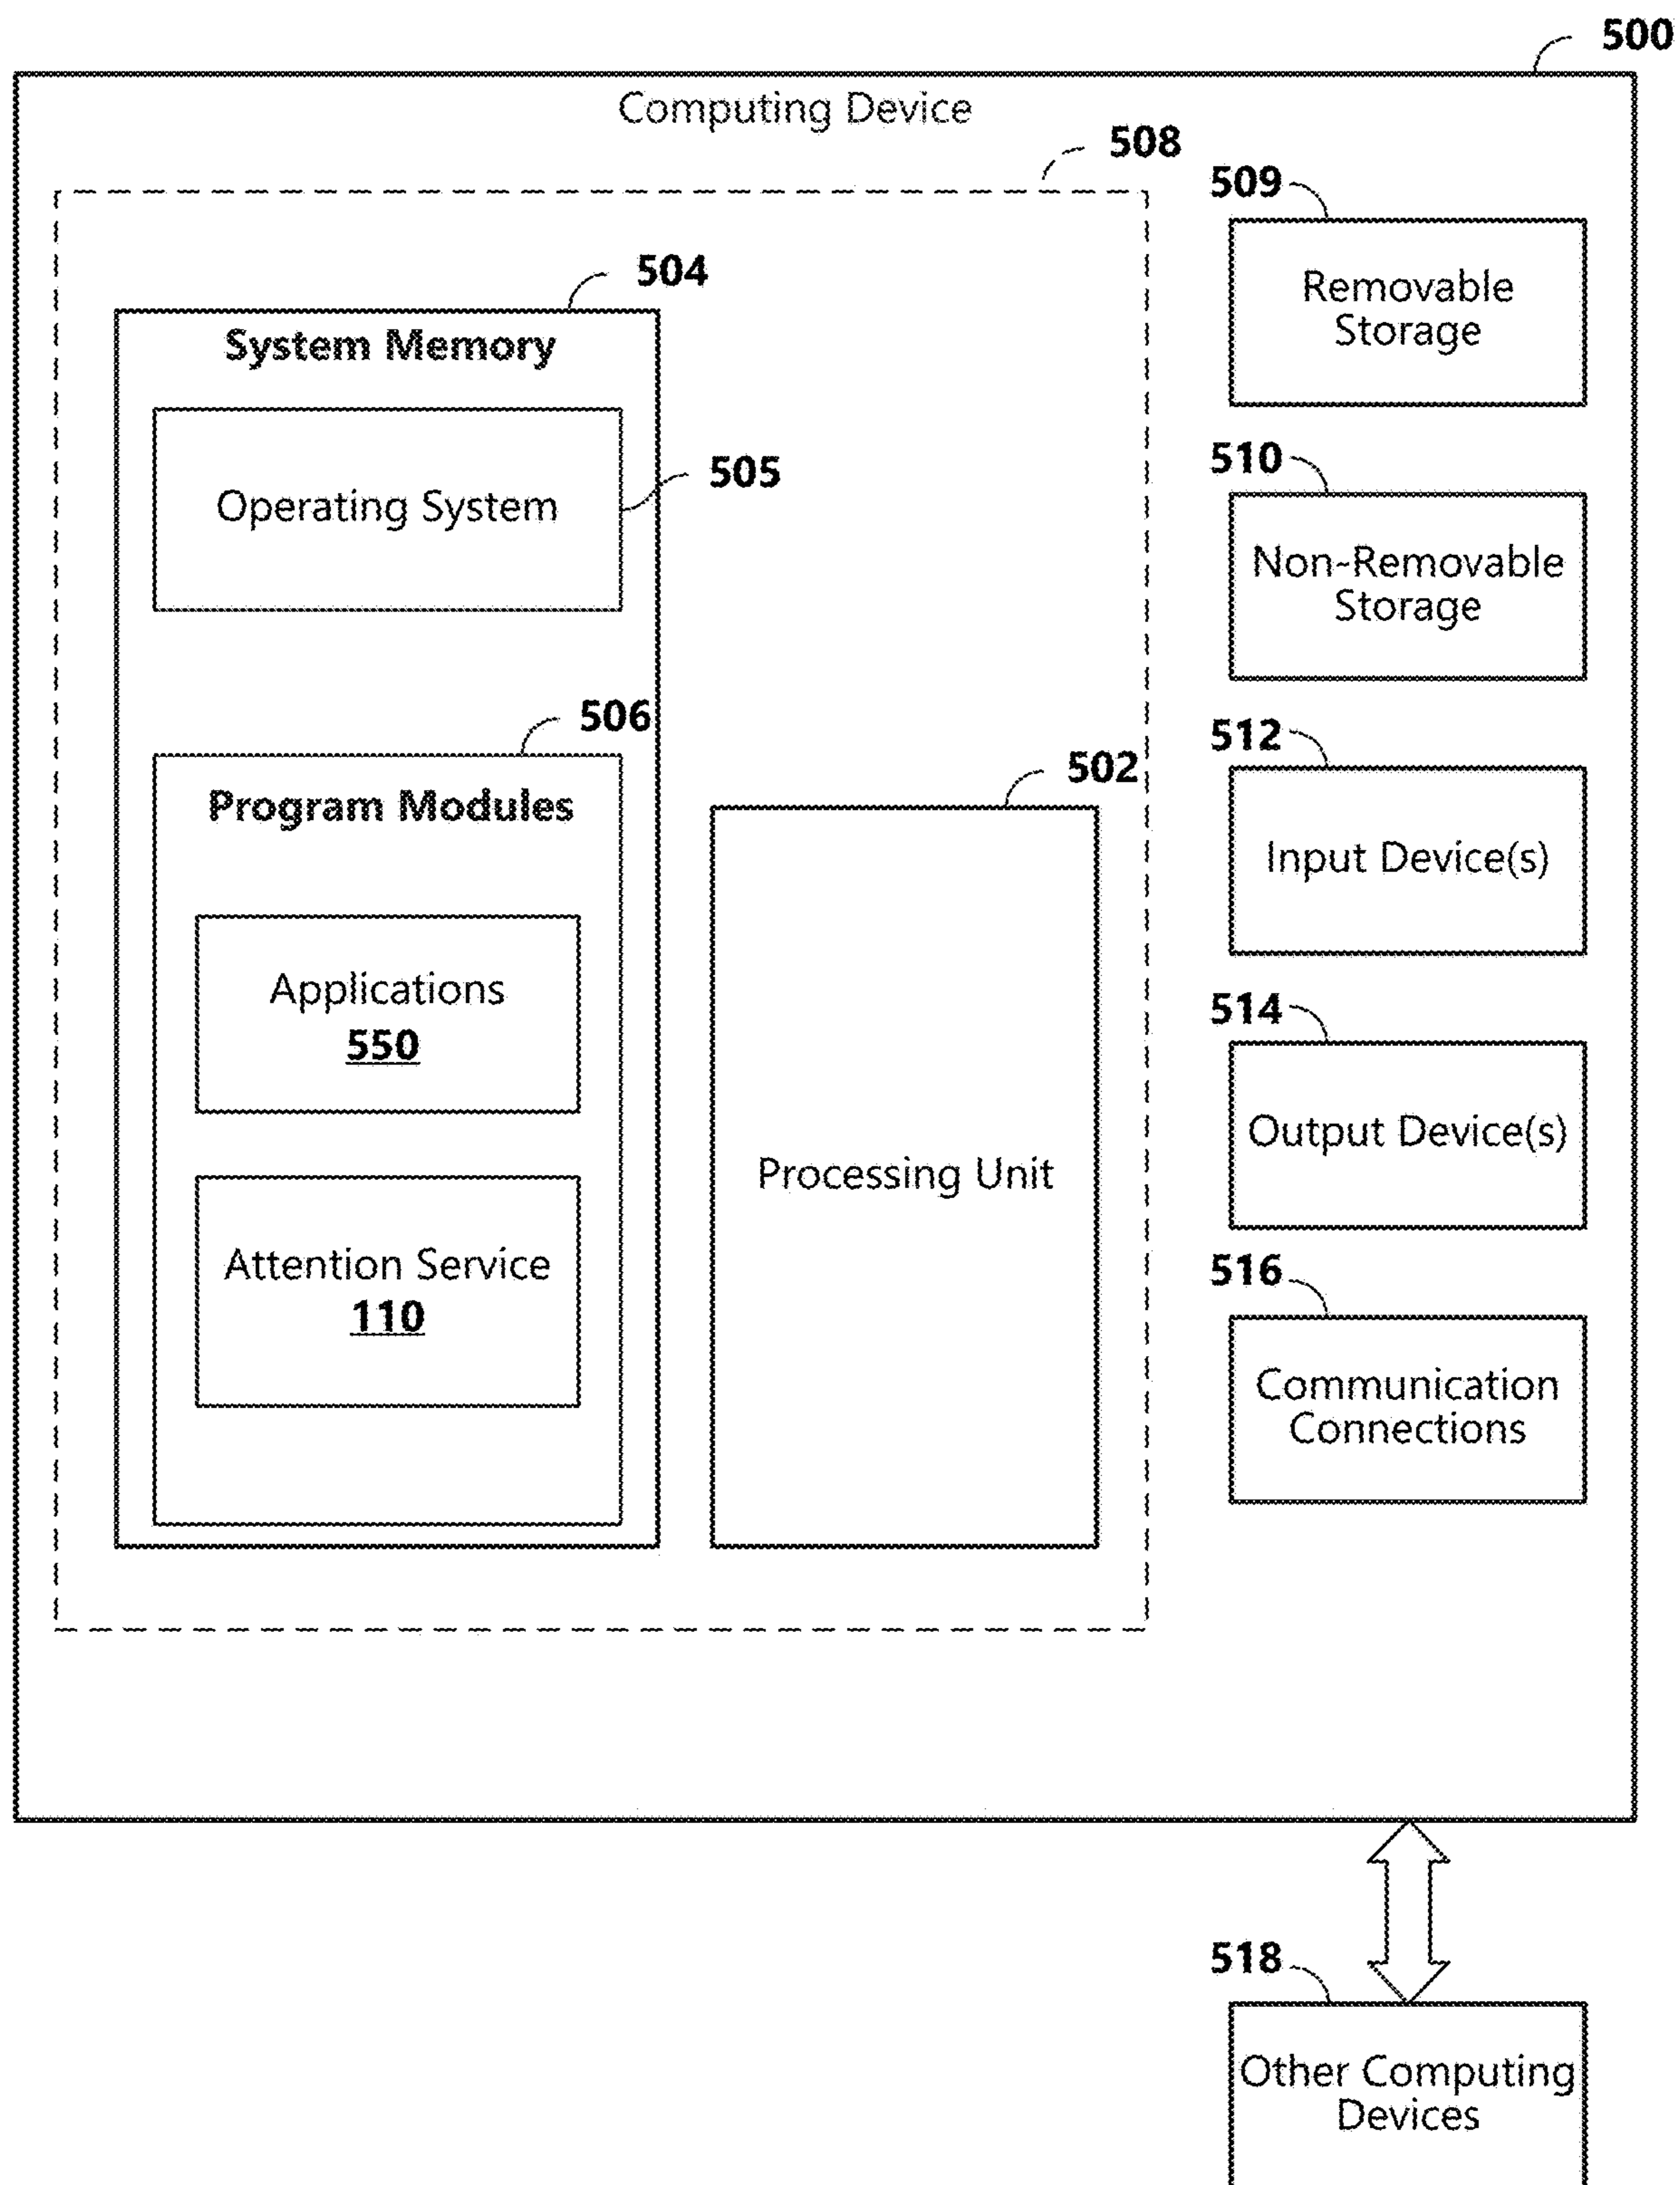 500
Computing Device
508
509
Removable
Storage
504
System Memory
Operating System
505
510
Non-Removable
Storage
506
Program Modules
502
512
Input Device(s)
Applications
550
514
Output Device(s)
Processing Unit
Attention Service
110
516
Communication
Connections
518
Other Computing
Devices